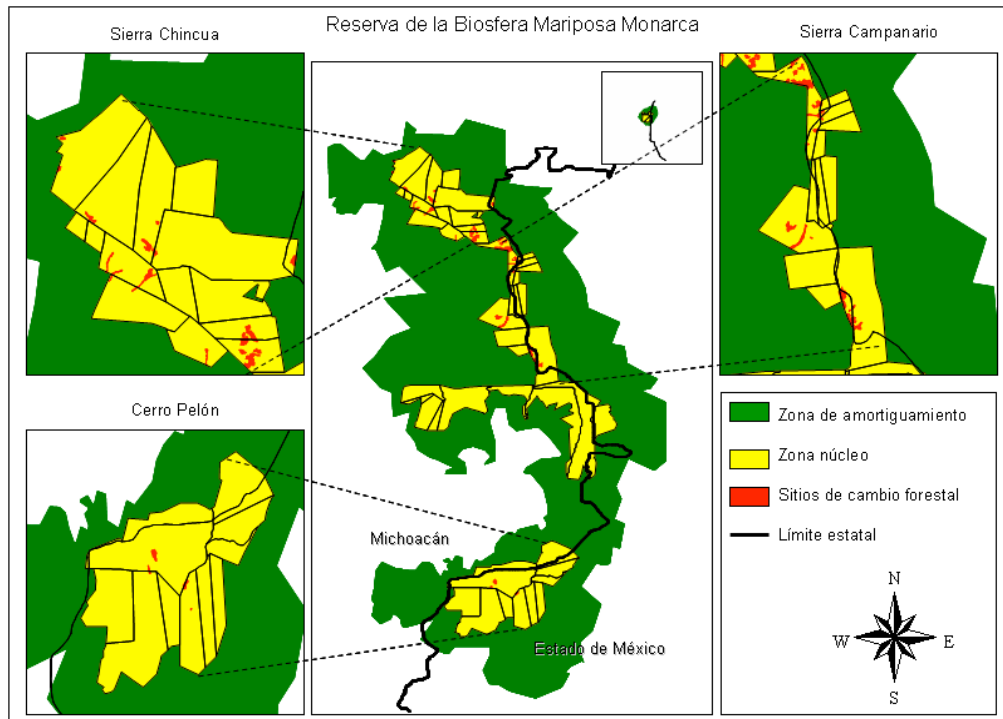 Reserva de la Biosfera Mariposa Monarca
Sierra Chincua
Sierra Campanario
Cerro Pelón
Michoacán
Estado de México
Zona de amortiguamiento
Zona núcleo
Sitios de cambio forestal
Límite estatal
N
W E
S